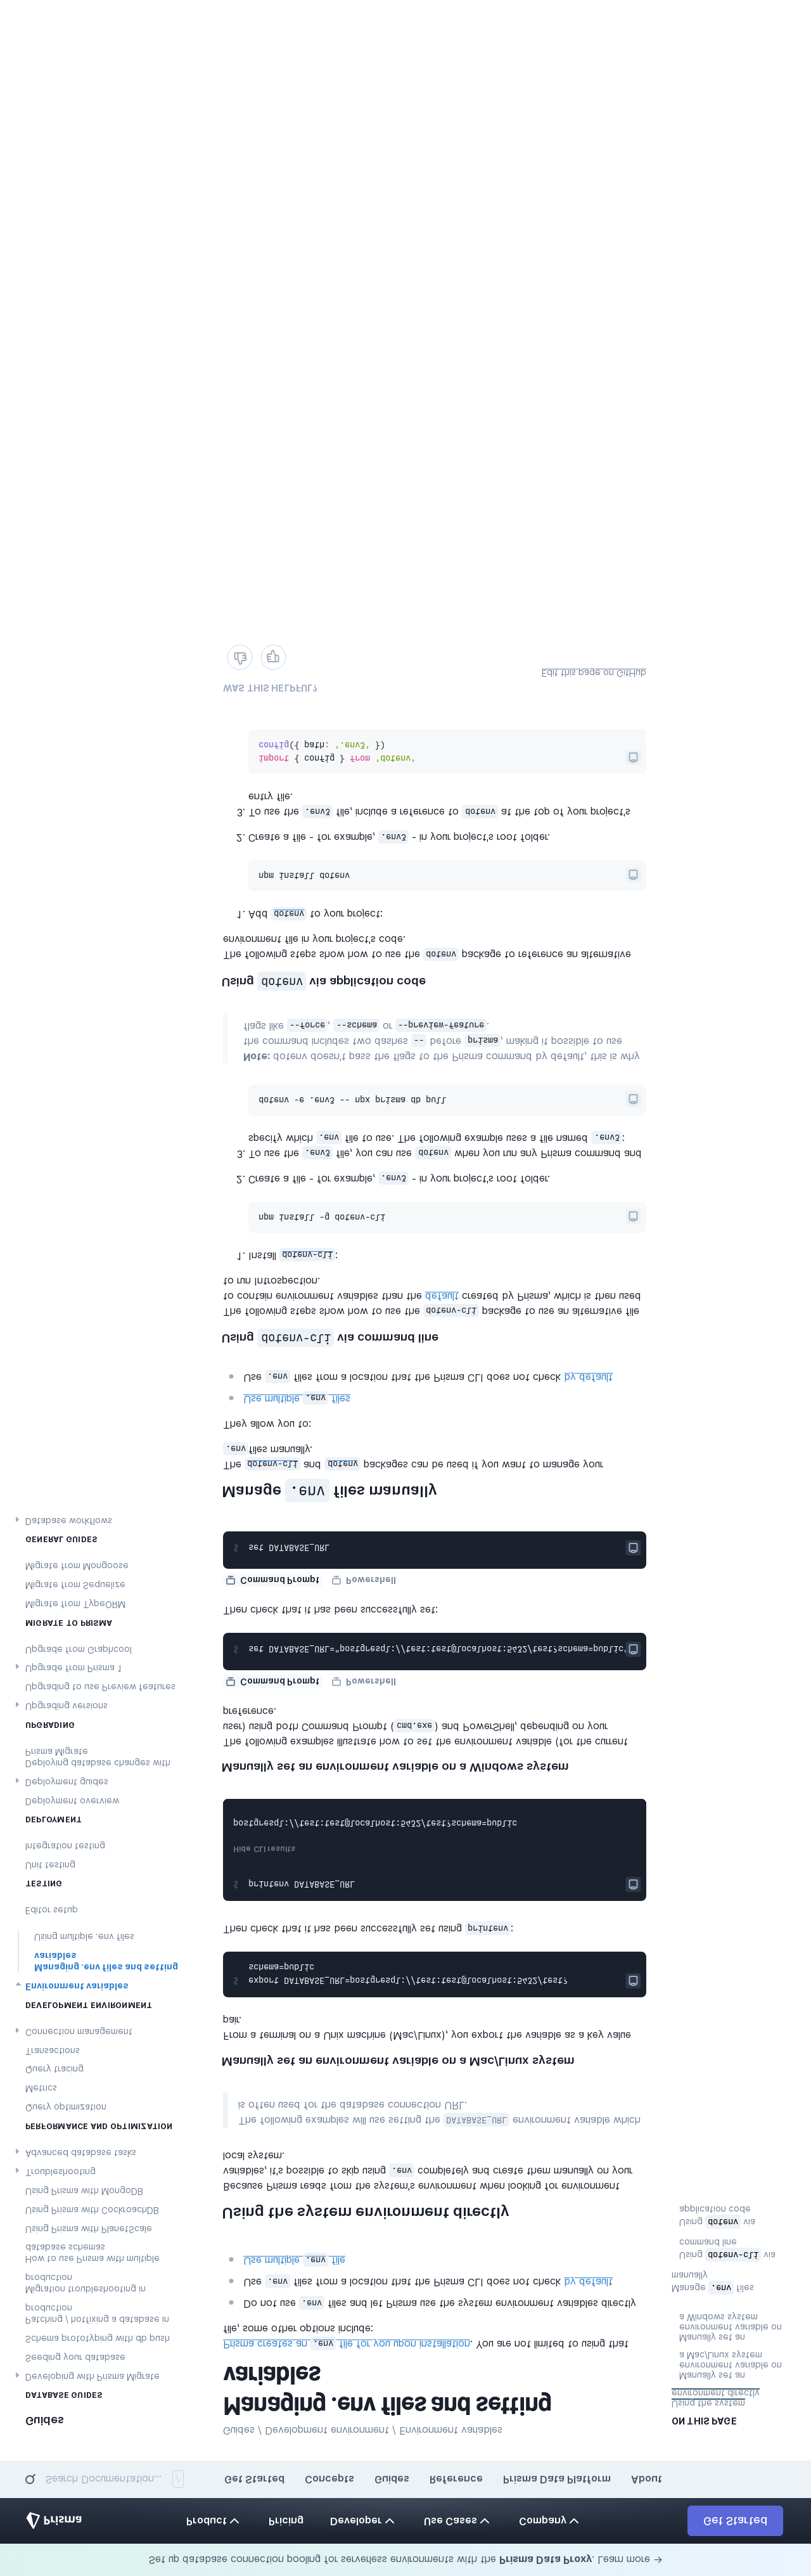 Set up database connection pooling for serverless environments with the Prisma Data Proxy. Learn more →
Prisma
Product
Pricing
Developer
Use Cases
Company
Get Started
Search Documentation... /
Get Started
Concepts
Guides
Reference
Prisma Data Platform
About
Guides
DATABASE GUIDES
Developing with Prisma Migrate
Seeding your database
Schema prototyping with db push
Patching / hotfixing a database in
production
Migration troubleshooting in
production
How to use Prisma with multiple
database schemas
Using Prisma with PlanetScale
Using Prisma with CockroachDB
Using Prisma with MongoDB
Troubleshooting
Advanced database tasks
PERFORMANCE AND OPTIMIZATION
Query optimization
Metrics
Query tracing
Transactions
Connection management
DEVELOPMENT ENVIRONMENT
Environment variables
Managing .env files and setting
variables
Using multiple .env files
Editor setup
TESTING
Unit testing
Integration testing
DEPLOYMENT
Deployment overview
Deployment guides
Deploying database changes with
Prisma Migrate
UPGRADING
Upgrading versions
Upgrading to use Preview features
Upgrade from Prisma 1
Upgrade from Graphcool
MIGRATE TO PRISMA
Migrate from TypeORM
Migrate from Sequelize
Migrate from Mongoose
GENERAL GUIDES
Database workflows
Guides / Development environment / Environment variables
Managing .env files and setting
variables
Prisma creates an .env file for you upon installation. You are not limited to using that
file, some other options include:
Do not use .env files and let Prisma use the system environment variables directly
Use .env files from a location that the Prisma CLI does not check by default
Use multiple .env file
Using the system environment directly
Because Prisma reads from the system's environment when looking for environment
variables, it's possible to skip using .env completely and create them manually on your
local system.
The following examples will use setting the DATABASE_URL environment variable which
is often used for the database connection URL.
Manually set an environment variable on a Mac/Linux system
From a terminal on a Unix machine (Mac/Linux), you export the variable as a key value
pair.
$ export DATABASE_URL=postgresql://test:test@localhost:5432/test?
schema=public
Then check that it has been successfully set using printenv:
$ printenv DATABASE_URL
Hide CLI results
postgresql://test:test@localhost:5432/test?schema=public
Manually set an environment variable on a Windows system
The following examples illustrate how to set the environment variable (for the current
user) using both Command Prompt (cmd.exe) and PowerShell, depending on your
preference.
Command Prompt
Powershell
$ set DATABASE_URL="postgresql://test:test@localhost:5432/test?schema=public"
Then check that it has been successfully set:
Command Prompt
Powershell
$ set DATABASE_URL
Manage .env files manually
The dotenv-cli and dotenv packages can be used if you want to manage your
.env files manually.
They allow you to:
Use multiple .env files
Use .env files from a location that the Prisma CLI does not check by default
Using dotenv-cli via command line
The following steps show how to use the dotenv-cli package to use an alternative file
to contain environment variables than the default created by Prisma, which is then used
to run Introspection.
1. Install dotenv-cli:
npm install -g dotenv-cli
2. Create a file - for example, .env3 - in your project's root folder.
3. To use the .env3 file, you can use dotenv when you run any Prisma command and
specify which .env file to use. The following example uses a file named .env3:
dotenv -e .env3 -- npx prisma db pull
Note: dotenv doesn't pass the flags to the Prisma command by default, this is why
the command includes two dashes -- before prisma, making it possible to use
flags like --force, --schema or --preview-feature.
Using dotenv via application code
The following steps show how to use the dotenv package to reference an alternative
environment file in your project's code.
1. Add dotenv to your project:
npm install dotenv
2. Create a file - for example, .env3 - in your project's root folder.
3. To use the .env3 file, include a reference to dotenv at the top of your project's
entry file.
import { config } from 'dotenv'
config({ path: '.env3' })
WAS THIS HELPFUL?
Edit this page on GitHub
ON THIS PAGE
Using the system
environment directly
Manually set an
environment variable on
a Mac/Linux system
Manually set an
environment variable on
a Windows system
Manage .env files
manually
Using dotenv-cli via
command line
Using dotenv via
application code